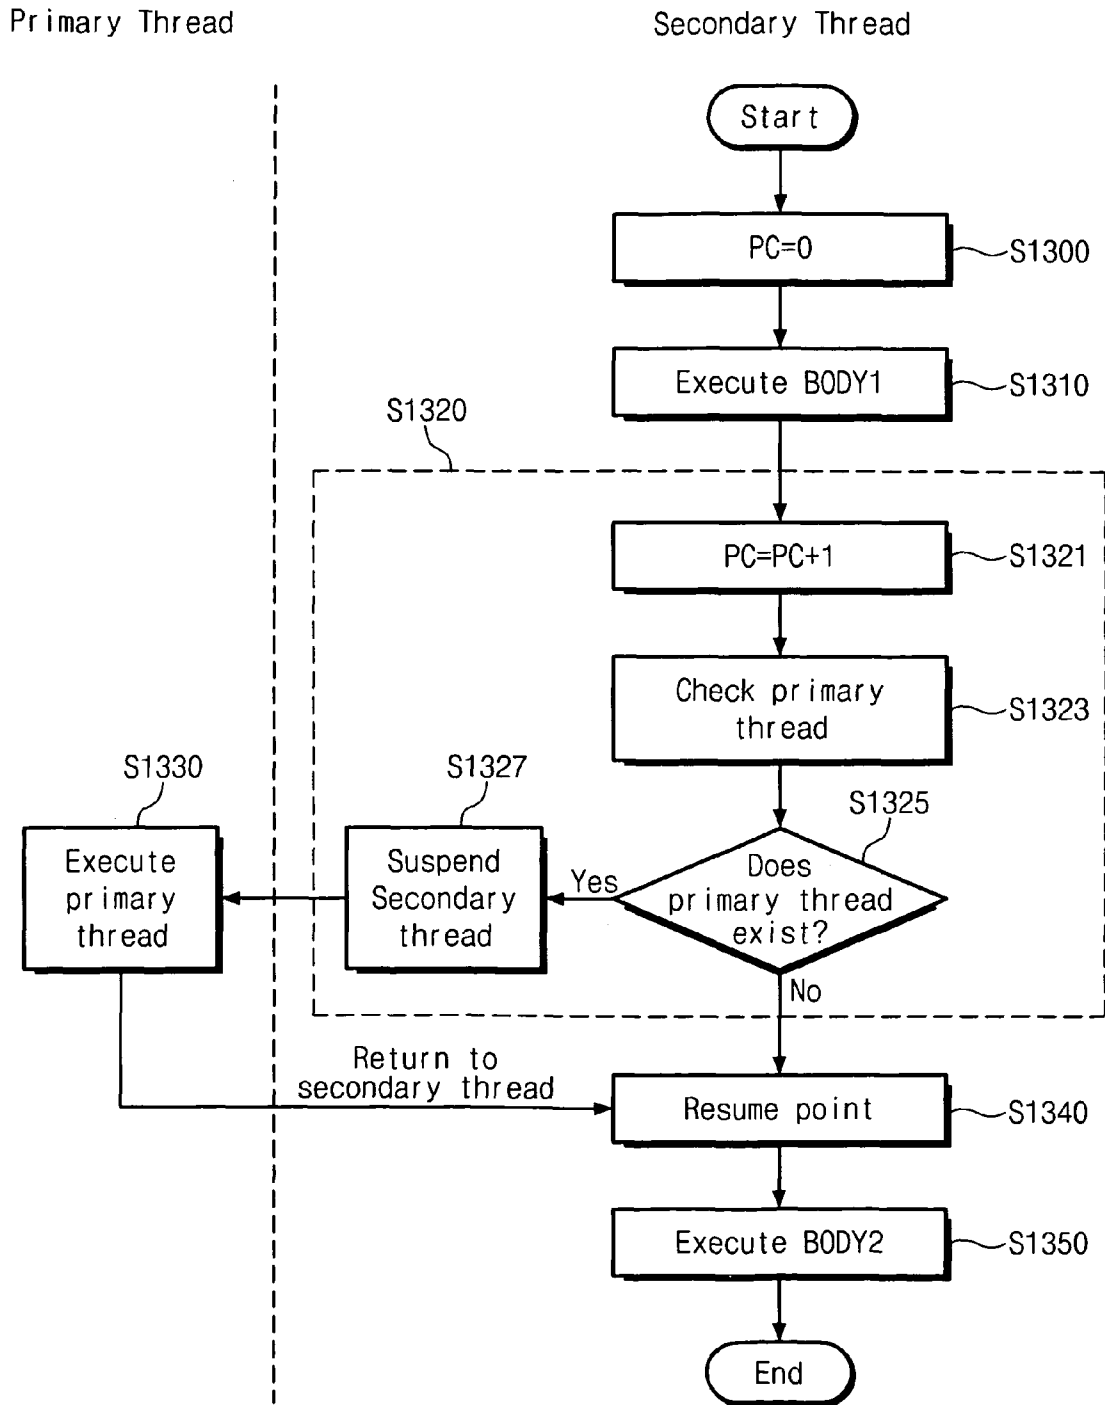 Primary Thread
Secondary Thread
Start
PC=0
S1300
Execute BODY1
S1310
S1320
PC=PC+1
S1321
Check primary
thread
S1323
S1330
S1327
S1325
Execute
primary
thread
Suspend
Secondary
thread
Yes
Does
primary thread
exist?
No
Return to
secondary thread
Resume point
S1340
Execute BODY2
S1350
End